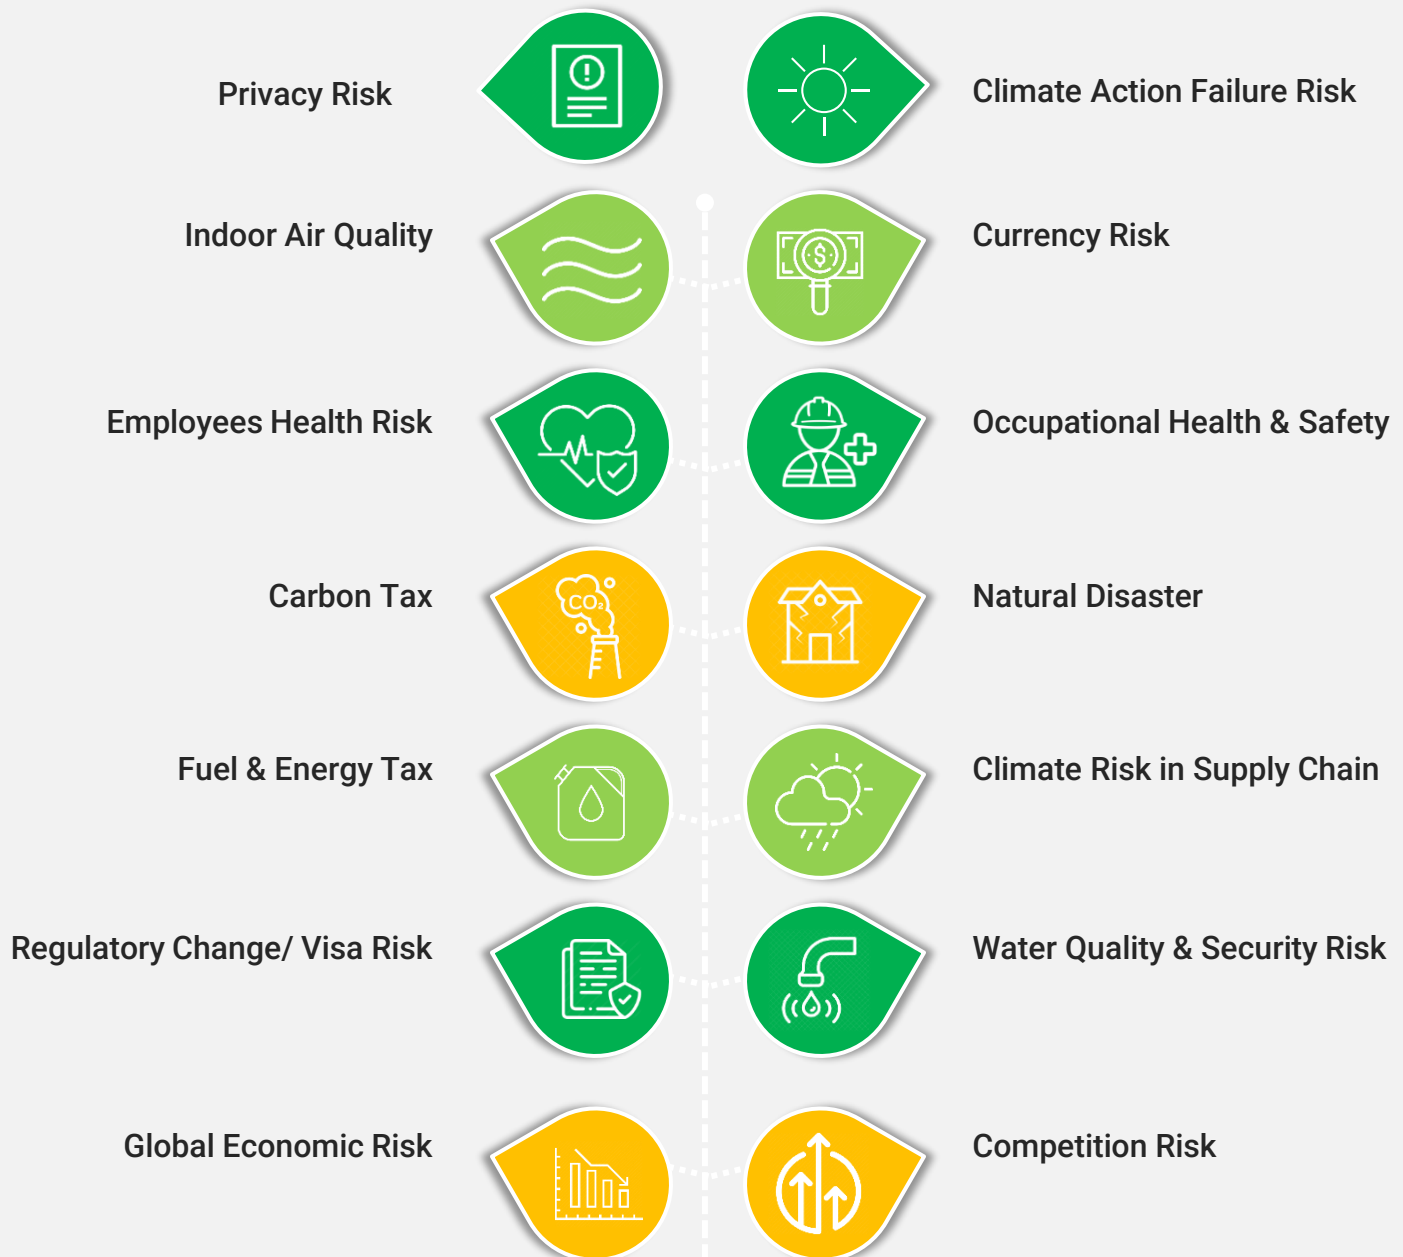 Privacy Risk
Climate Action Failure Risk
Indoor Air Quality
Currency Risk
Employees Health Risk
Occupational Health & Safety
Carbon Tax
CO₂
Natural Disaster
Fuel & Energy Tax
Climate Risk in Supply Chain
Regulatory Change/ Visa Risk
Water Quality & Security Risk
Global Economic Risk
Competition Risk